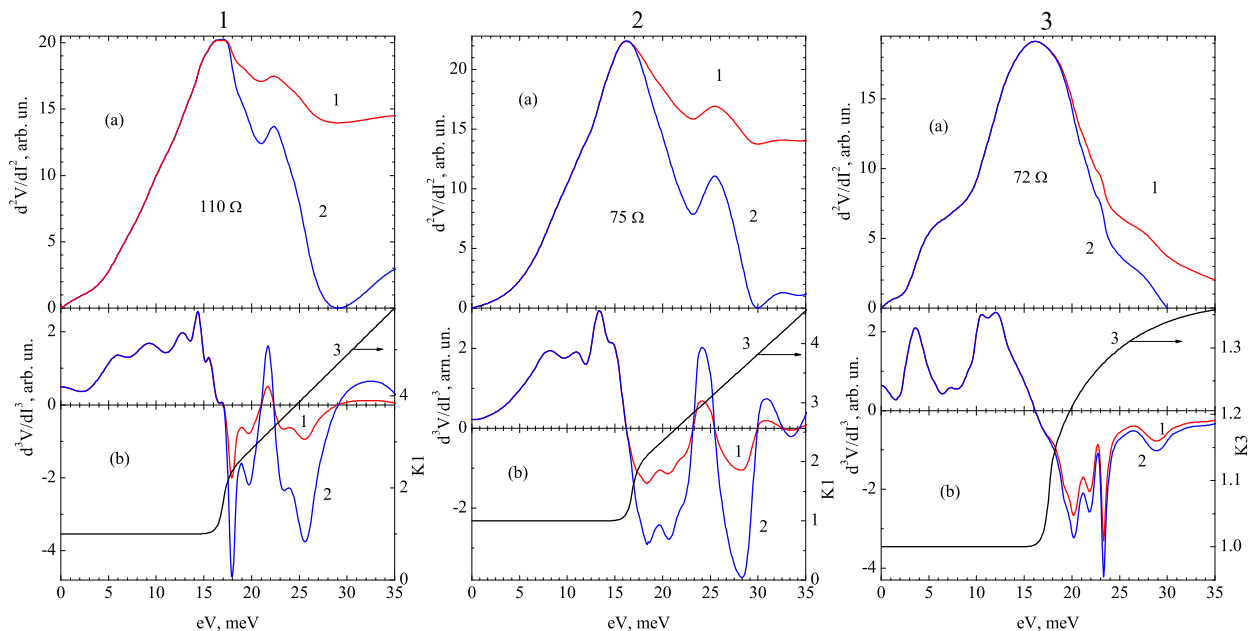 1
2
3
20
15
10
5
0
d²V/dI², arb. un.
(a)
110 Ω
1
2
20
15
10
5
0
d²V/dI², arb. un.
(a)
75 Ω
1
2
15
10
5
0
d²V/dI², arb. un.
(a)
72 Ω
1
2
2
0
-2
-4
d³V/dI³, arb. un.
(b)
1
2
3
4
2
0
K1
0 5 10 15 20 25 30 35
eV, meV
2
0
-2
d³V/dI³, arnm. un.
(b)
1
2
3
4
3
2
1
0
K1
0 5 10 15 20 25 30 35
eV, meV
2
0
-2
-4
d³V/dI³, arb. un.
(b)
1
2
3
1.3
1.2
1.1
1.0
K3
0 5 10 15 20 25 30 35
eV, meV